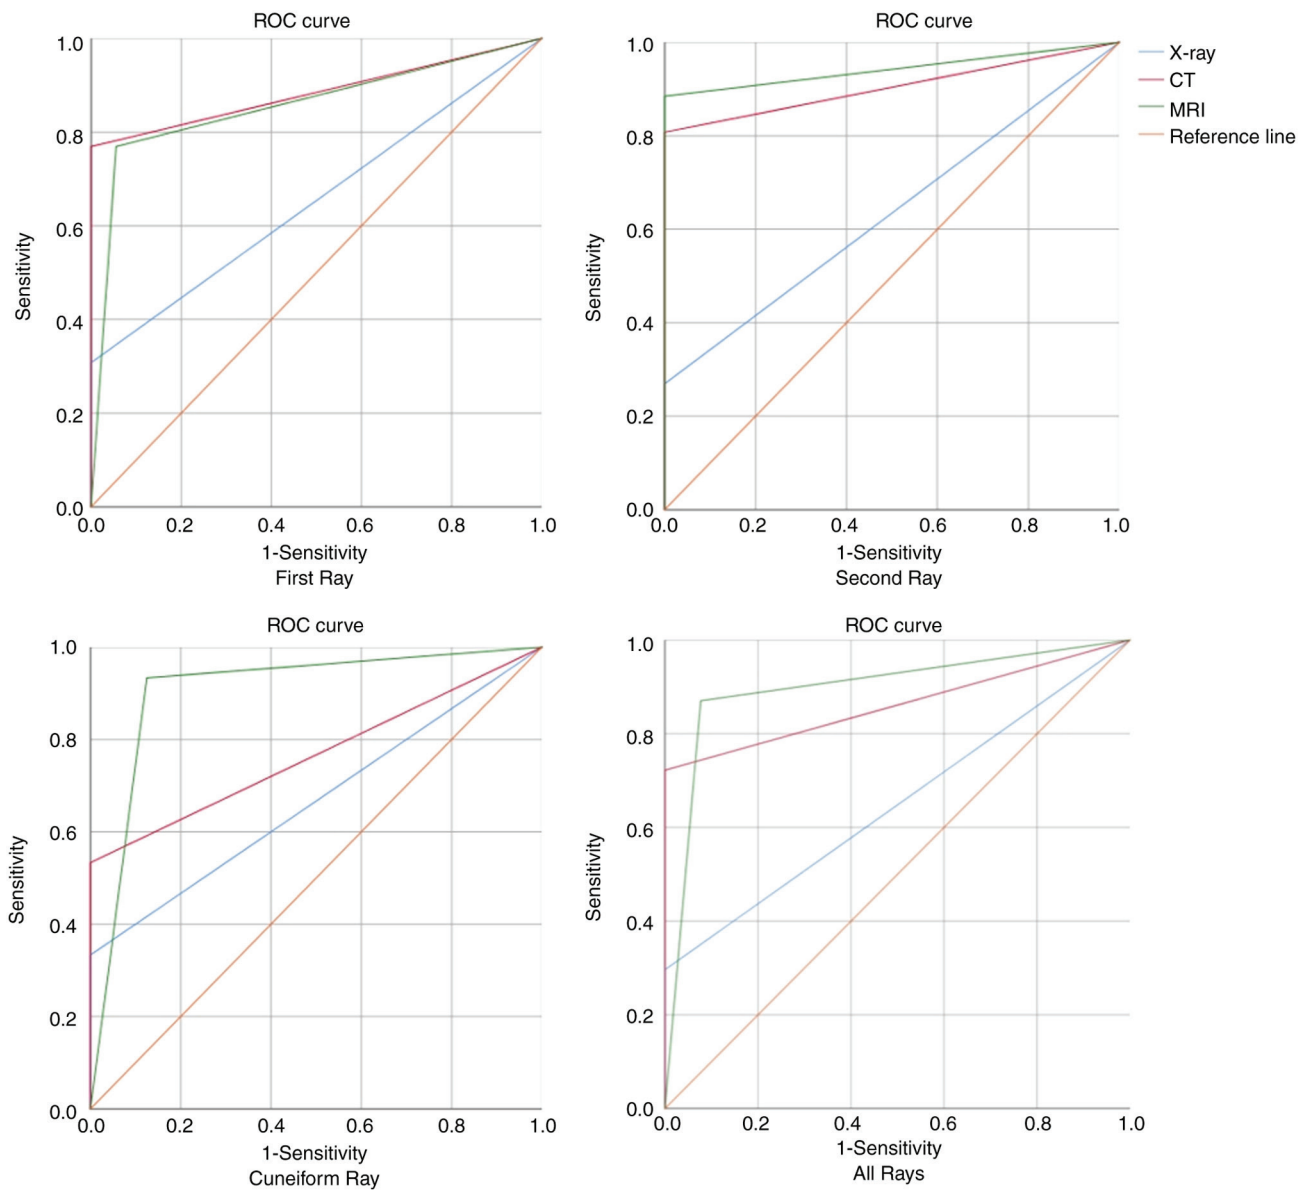 ROC curve
1.0
0.8
0.6
0.4
0.2
0.0
Sensitivity
0.0 0.2 0.4 0.6 0.8 1.0
1-Sensitivity
First Ray
ROC curve
1.0
0.8
0.6
0.4
0.2
0.0
Sensitivity
0.0 0.2 0.4 0.6 0.8 1.0
1-Sensitivity
Second Ray
X-ray
CT
MRI
Reference line
ROC curve
1.0
0.8
0.6
0.4
0.2
0.0
Sensitivity
0.0 0.2 0.4 0.6 0.8 1.0
1-Sensitivity
Cuneiform Ray
ROC curve
1.0
0.8
0.6
0.4
0.2
0.0
Sensitivity
0.0 0.2 0.4 0.6 0.8 1.0
1-Sensitivity
All Rays